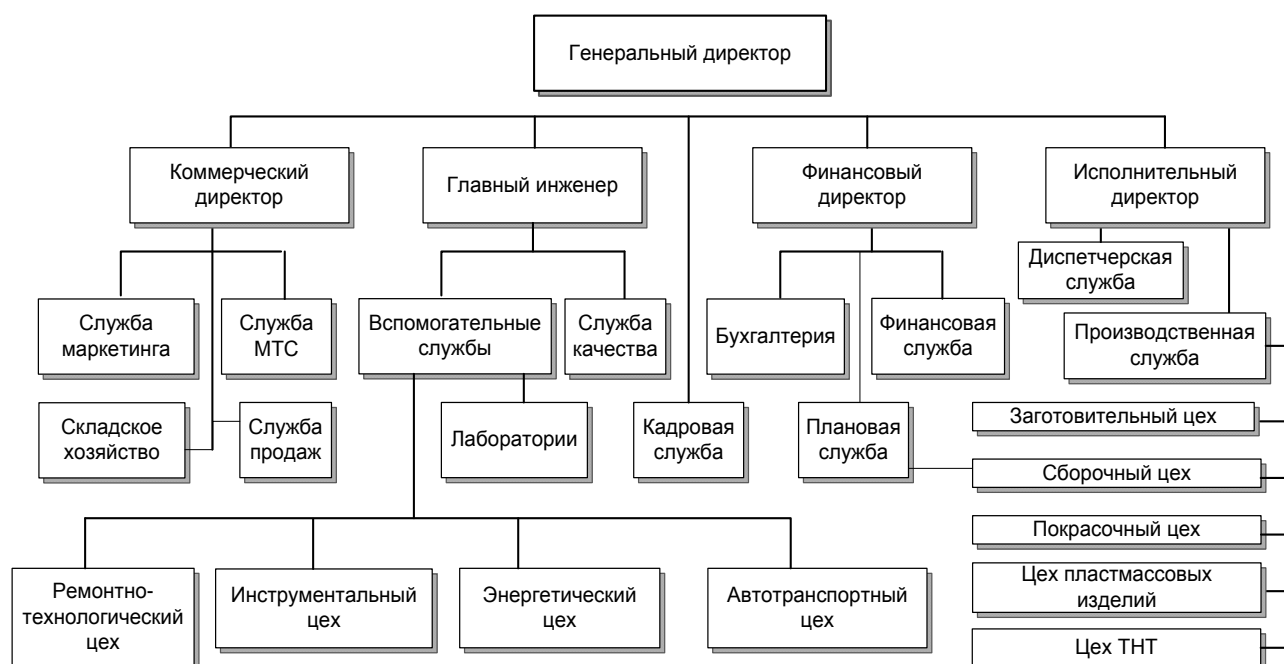 Генеральный директор
Коммерческий
директор
Главный инженер
Финансовый
директор
Исполнительный
директор
Диспетчерская
служба
Служба
маркетинга
Служба
МТС
Вспомогательные
службы
Служба
качества
Бухгалтерия
Финансовая
служба
Производственная
служба
Складское
хозяйство
Служба
продаж
Лаборатории
Кадровая
служба
Плановая
служба
Заготовительный цех
Сборочный цех
Покрасочный цех
Цех пластмассовых
изделий
Цех ТНТ
Ремонтно-
технологический
цех
Инструментальный
цех
Энергетический
цех
Автотранспортный
цех